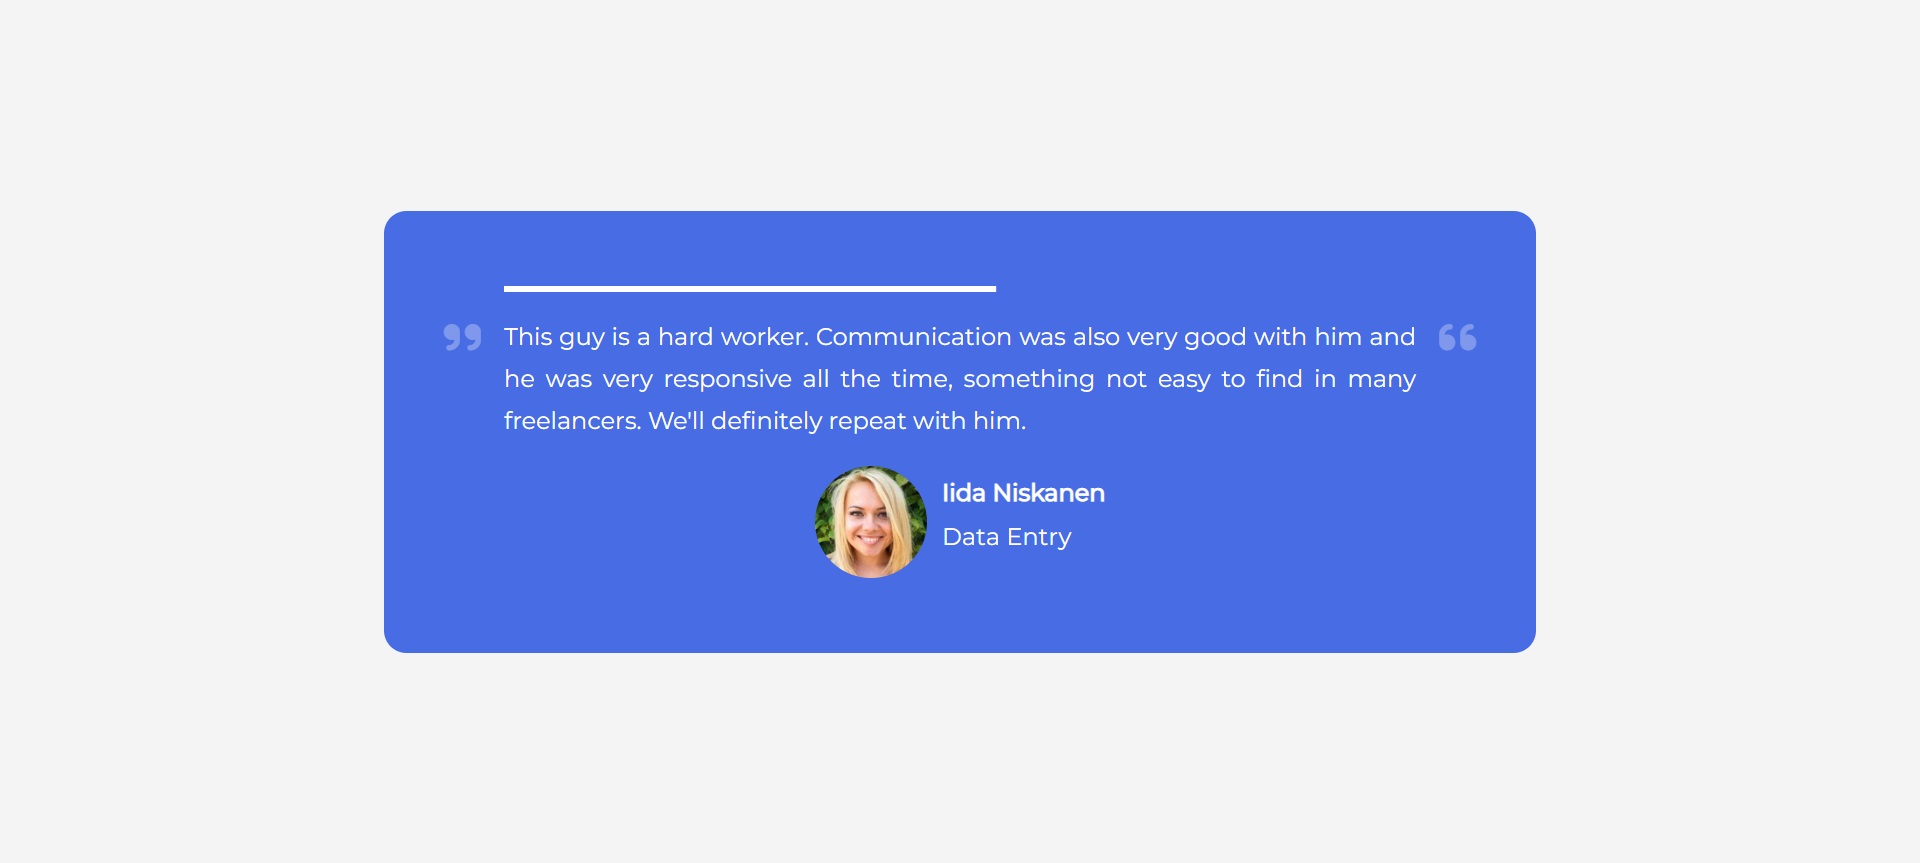 This guy is a hard worker. Communication was also very good with him and
he was very responsive all the time, something not easy to find in many
freelancers. We'll definitely repeat with him.
Iida Niskanen
Data Entry